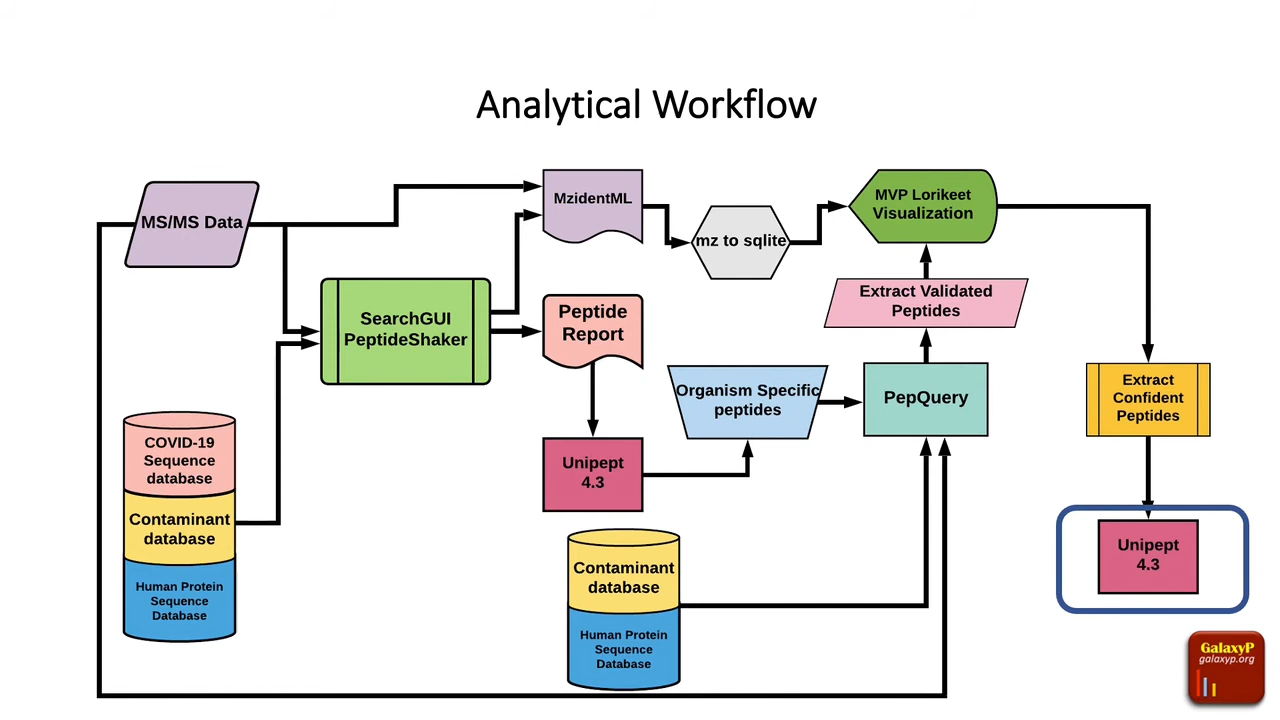 Analytical Workflow
MS/MS Data
MzidentML
mz to sqlite
MVP Lorikeet
Visualization
SearchGUI
PeptideShaker
Peptide
Report
Extract Validated
Peptides
Organism Specific
peptides
PepQuery
Extract
Confident
Peptides
COVID-19
Sequence
database
Contaminant
database
Human Protein
Sequence
Database
Unipept
4.3
Contaminant
database
Human Protein
Sequence
Database
Unipept
4.3
GalaxyP
galaxyp.org